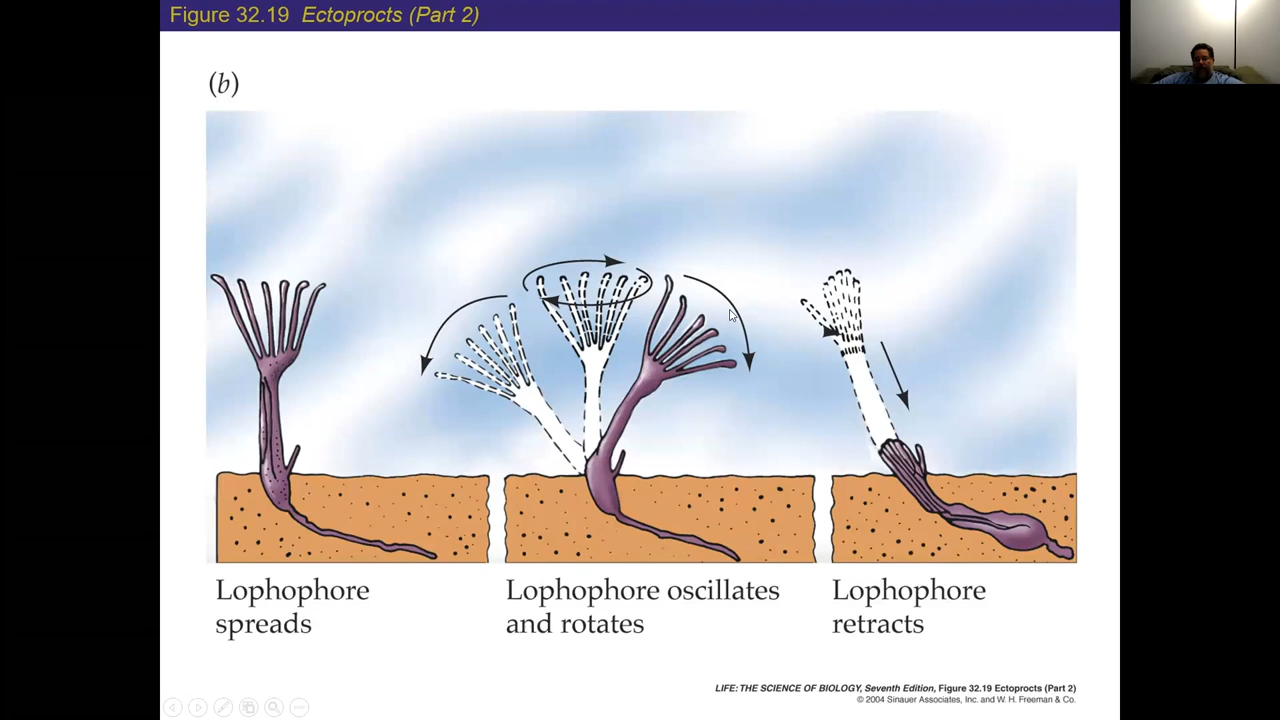 Figure 32.19 Ectoprocts (Part 2)
(b)
Lophophore
spreads
Lophophore oscillates
and rotates
Lophophore
retracts
LIFE: THE SCIENCE OF BIOLOGY, Seventh Edition, Figure 32.19 Ectoprocts (Part 2)
© 2004 Sinauer Associates, Inc. and W. H. Freeman & Co.